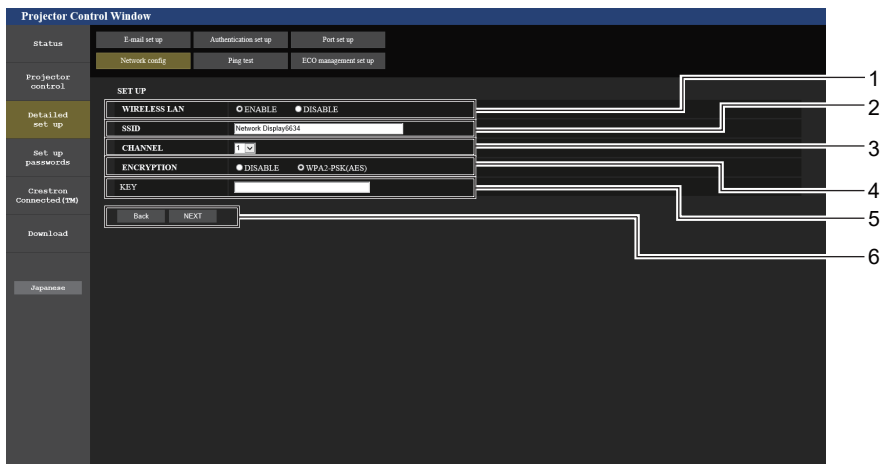 Projector Control Window
Status
Projector
control
Detailed
set up
Set up
passwords
Crestron
Connected(TM)
Download
Japanese
E-mail set up Authentication set up Port set up
Network config Ping test ECO management set up
SET UP
WIRELESS LAN ENABLE DISABLE
SSID Network Display6634
CHANNEL 1
ENCRYPTION DISABLE WPA2-PSK(AES)
KEY
Back NEXT
1
2
3
4
5
6